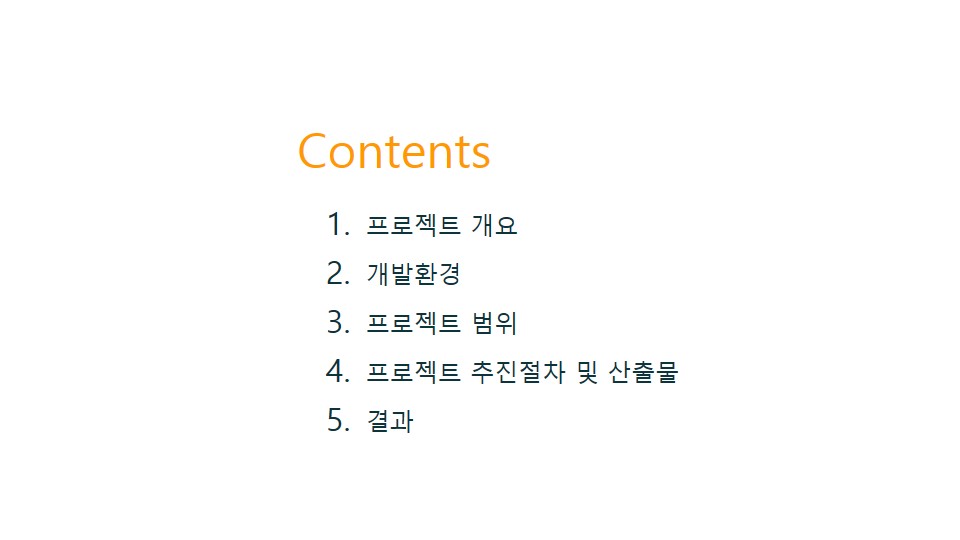 Contents
1. 프로젝트 개요
2. 개발환경
3. 프로젝트 범위
4. 프로젝트 추진절차 및 산출물
5. 결과